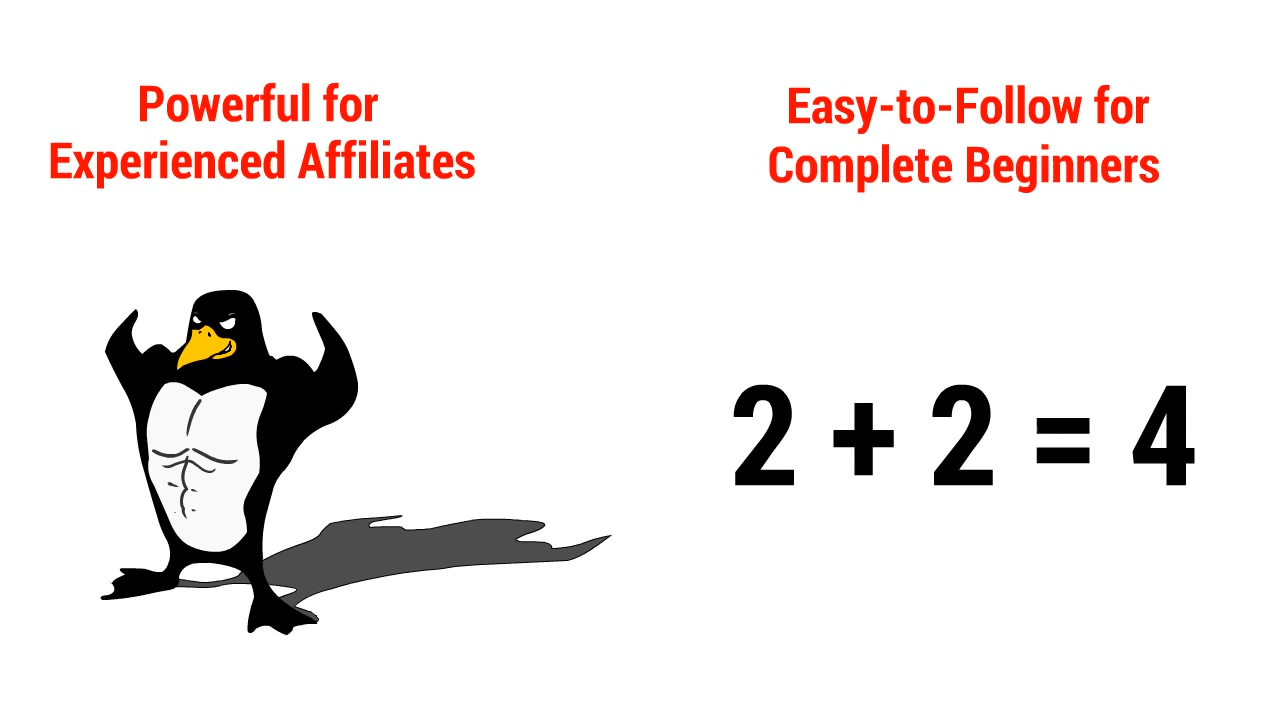 Powerful for
Experienced Affiliates
Easy-to-Follow for
Complete Beginners
2 + 2 = 4